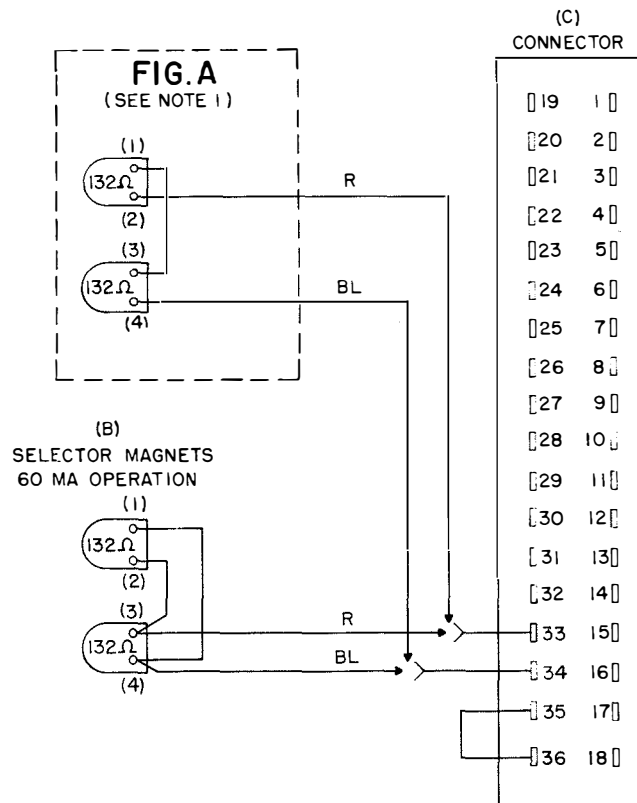 (C)
CONNECTOR
FIG.A
(SEE NOTE 1)
(1)
132Ω
(2)
R
(3)
132Ω
(4)
BL
(B)
SELECTOR MAGNETS
60 MA OPERATION
(1)
132Ω
(2)
(3)
R
132Ω
BL
(4)
19 1
20 2
21 3
22 4
23 5
24 6
25 7
26 8
27 9
28 10
29 11
30 12
31 13
32 14
33 15
34 16
35 17
36 18